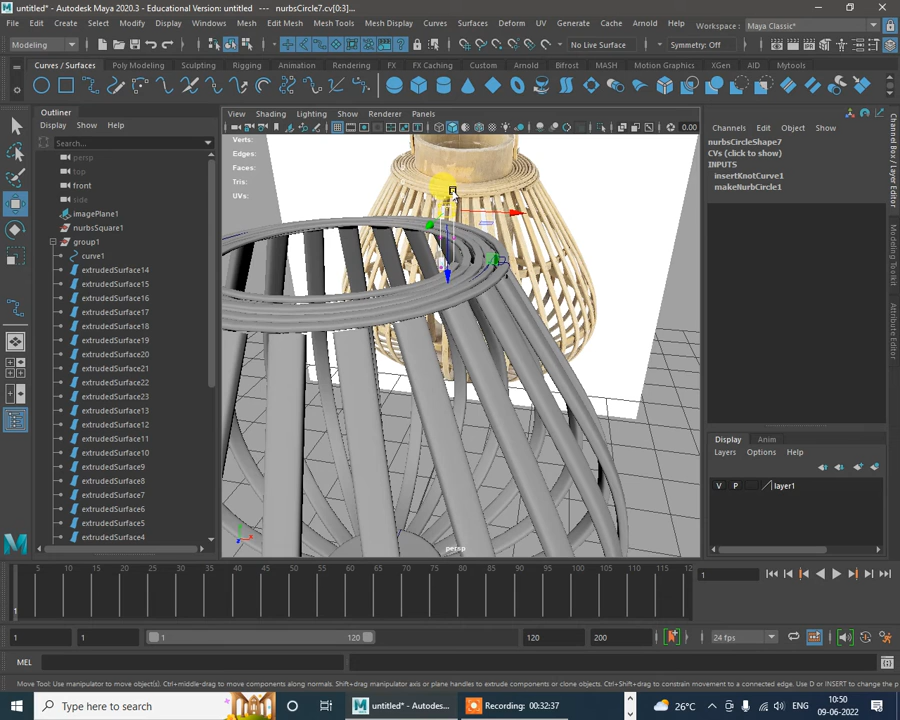 untitled* - Autodesk Maya 2020.3 - Educational Version: untitled --- nurbsCircle7.cv[0:3]...
File Edit Create Select Modify Display Windows Mesh Edit Mesh Mesh Tools Mesh Display Curves Surfaces Deform UV Generate Cache Arnold Help Workspace : Maya Classic*
Modeling No Live Surface Symmetry: Off
Curves / Surfaces Poly Modeling Sculpting Rigging Animation Rendering FX FX Caching Custom Arnold Bifrost MASH Motion Graphics XGen AID Mytools
Outliner
Display Show Help
Search...
persp
top
front
side
imagePlane1
nurbsSquare1
group1
curve1
extrudedSurface14
extrudedSurface15
extrudedSurface16
extrudedSurface17
extrudedSurface18
extrudedSurface19
extrudedSurface20
extrudedSurface21
extrudedSurface22
extrudedSurface23
extrudedSurface13
extrudedSurface12
extrudedSurface11
extrudedSurface10
extrudedSurface9
extrudedSurface8
extrudedSurface7
extrudedSurface6
extrudedSurface5
extrudedSurface4
View Shading Lighting Show Renderer Panels
0.00
Verts:
Edges:
Faces:
Tris:
UVs:
persp
Channels Edit Object Show
nurbsCircleShape7
CVs (click to show)
INPUTS
insertKnotCurve1
makeNurbCircle1
Display Anim
Layers Options Help
V P layer1
Channel Box / Layer Editor
Modeling Toolkit
Attribute Editor
5 10 15 20 25 30 35 40 45 50 55 60 65 70 75 80 85 90 95 100 105 110 115 12
1
1
1 1 1 120 120 200 24 fps
MEL
Move Tool: Use manipulator to move object(s). Ctrl+middle-drag to move components along normals. Shift+drag manipulator axis or plane handles to extrude components or clone objects. Ctrl+Shift+drag to constrain movement to a connected edge. Use D or INSERT to change the
Type here to search untitled* - Autodesk... Recording: 00:32:37 26°C ENG 10:50
09-06-2022